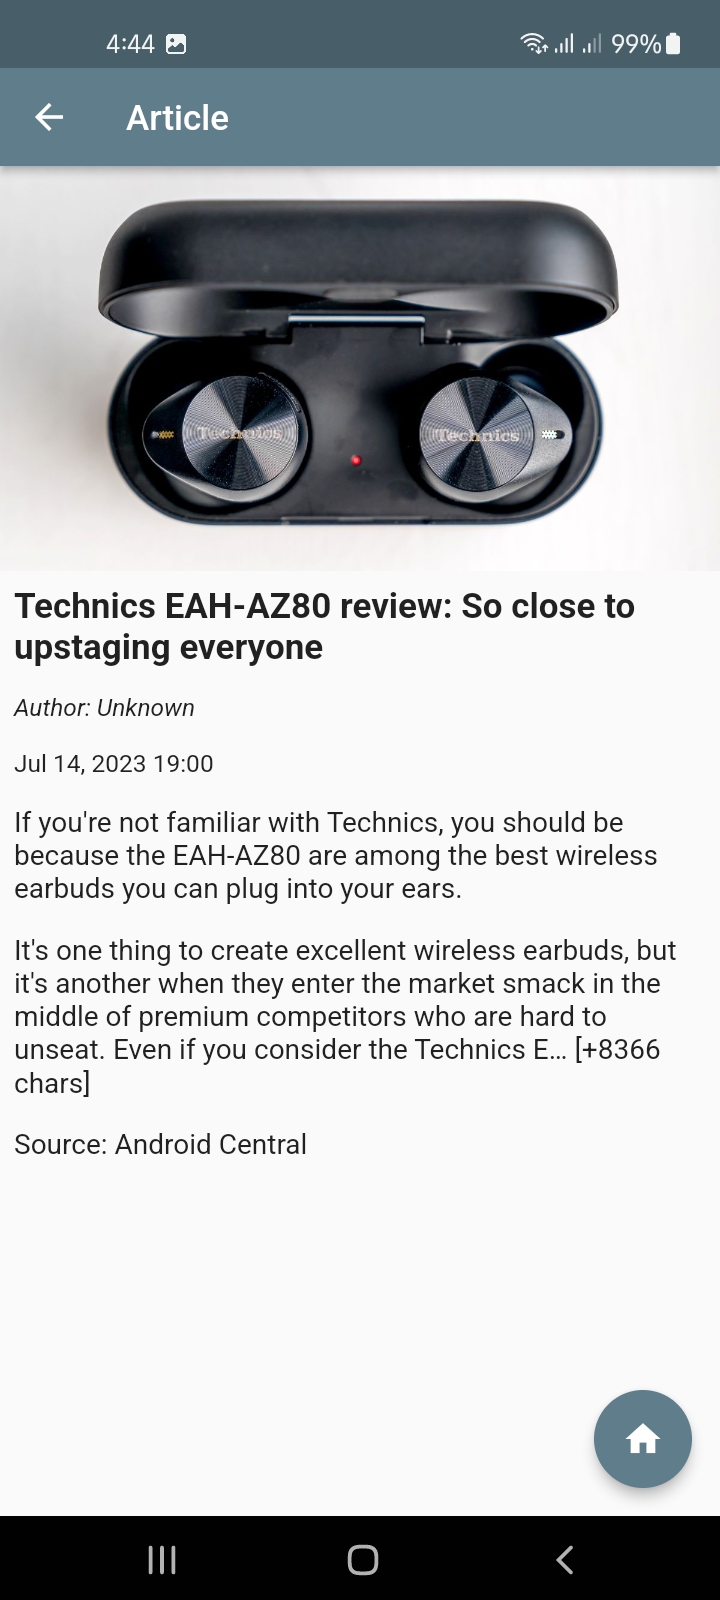 4:44
99%
Article
Technics
Technics
Technics EAH-AZ80 review: So close to
upstaging everyone
Author: Unknown
Jul 14, 2023 19:00
If you're not familiar with Technics, you should be
because the EAH-AZ80 are among the best wireless
earbuds you can plug into your ears.
It's one thing to create excellent wireless earbuds, but
it's another when they enter the market smack in the
middle of premium competitors who are hard to
unseat. Even if you consider the Technics E… [+8366
chars]
Source: Android Central